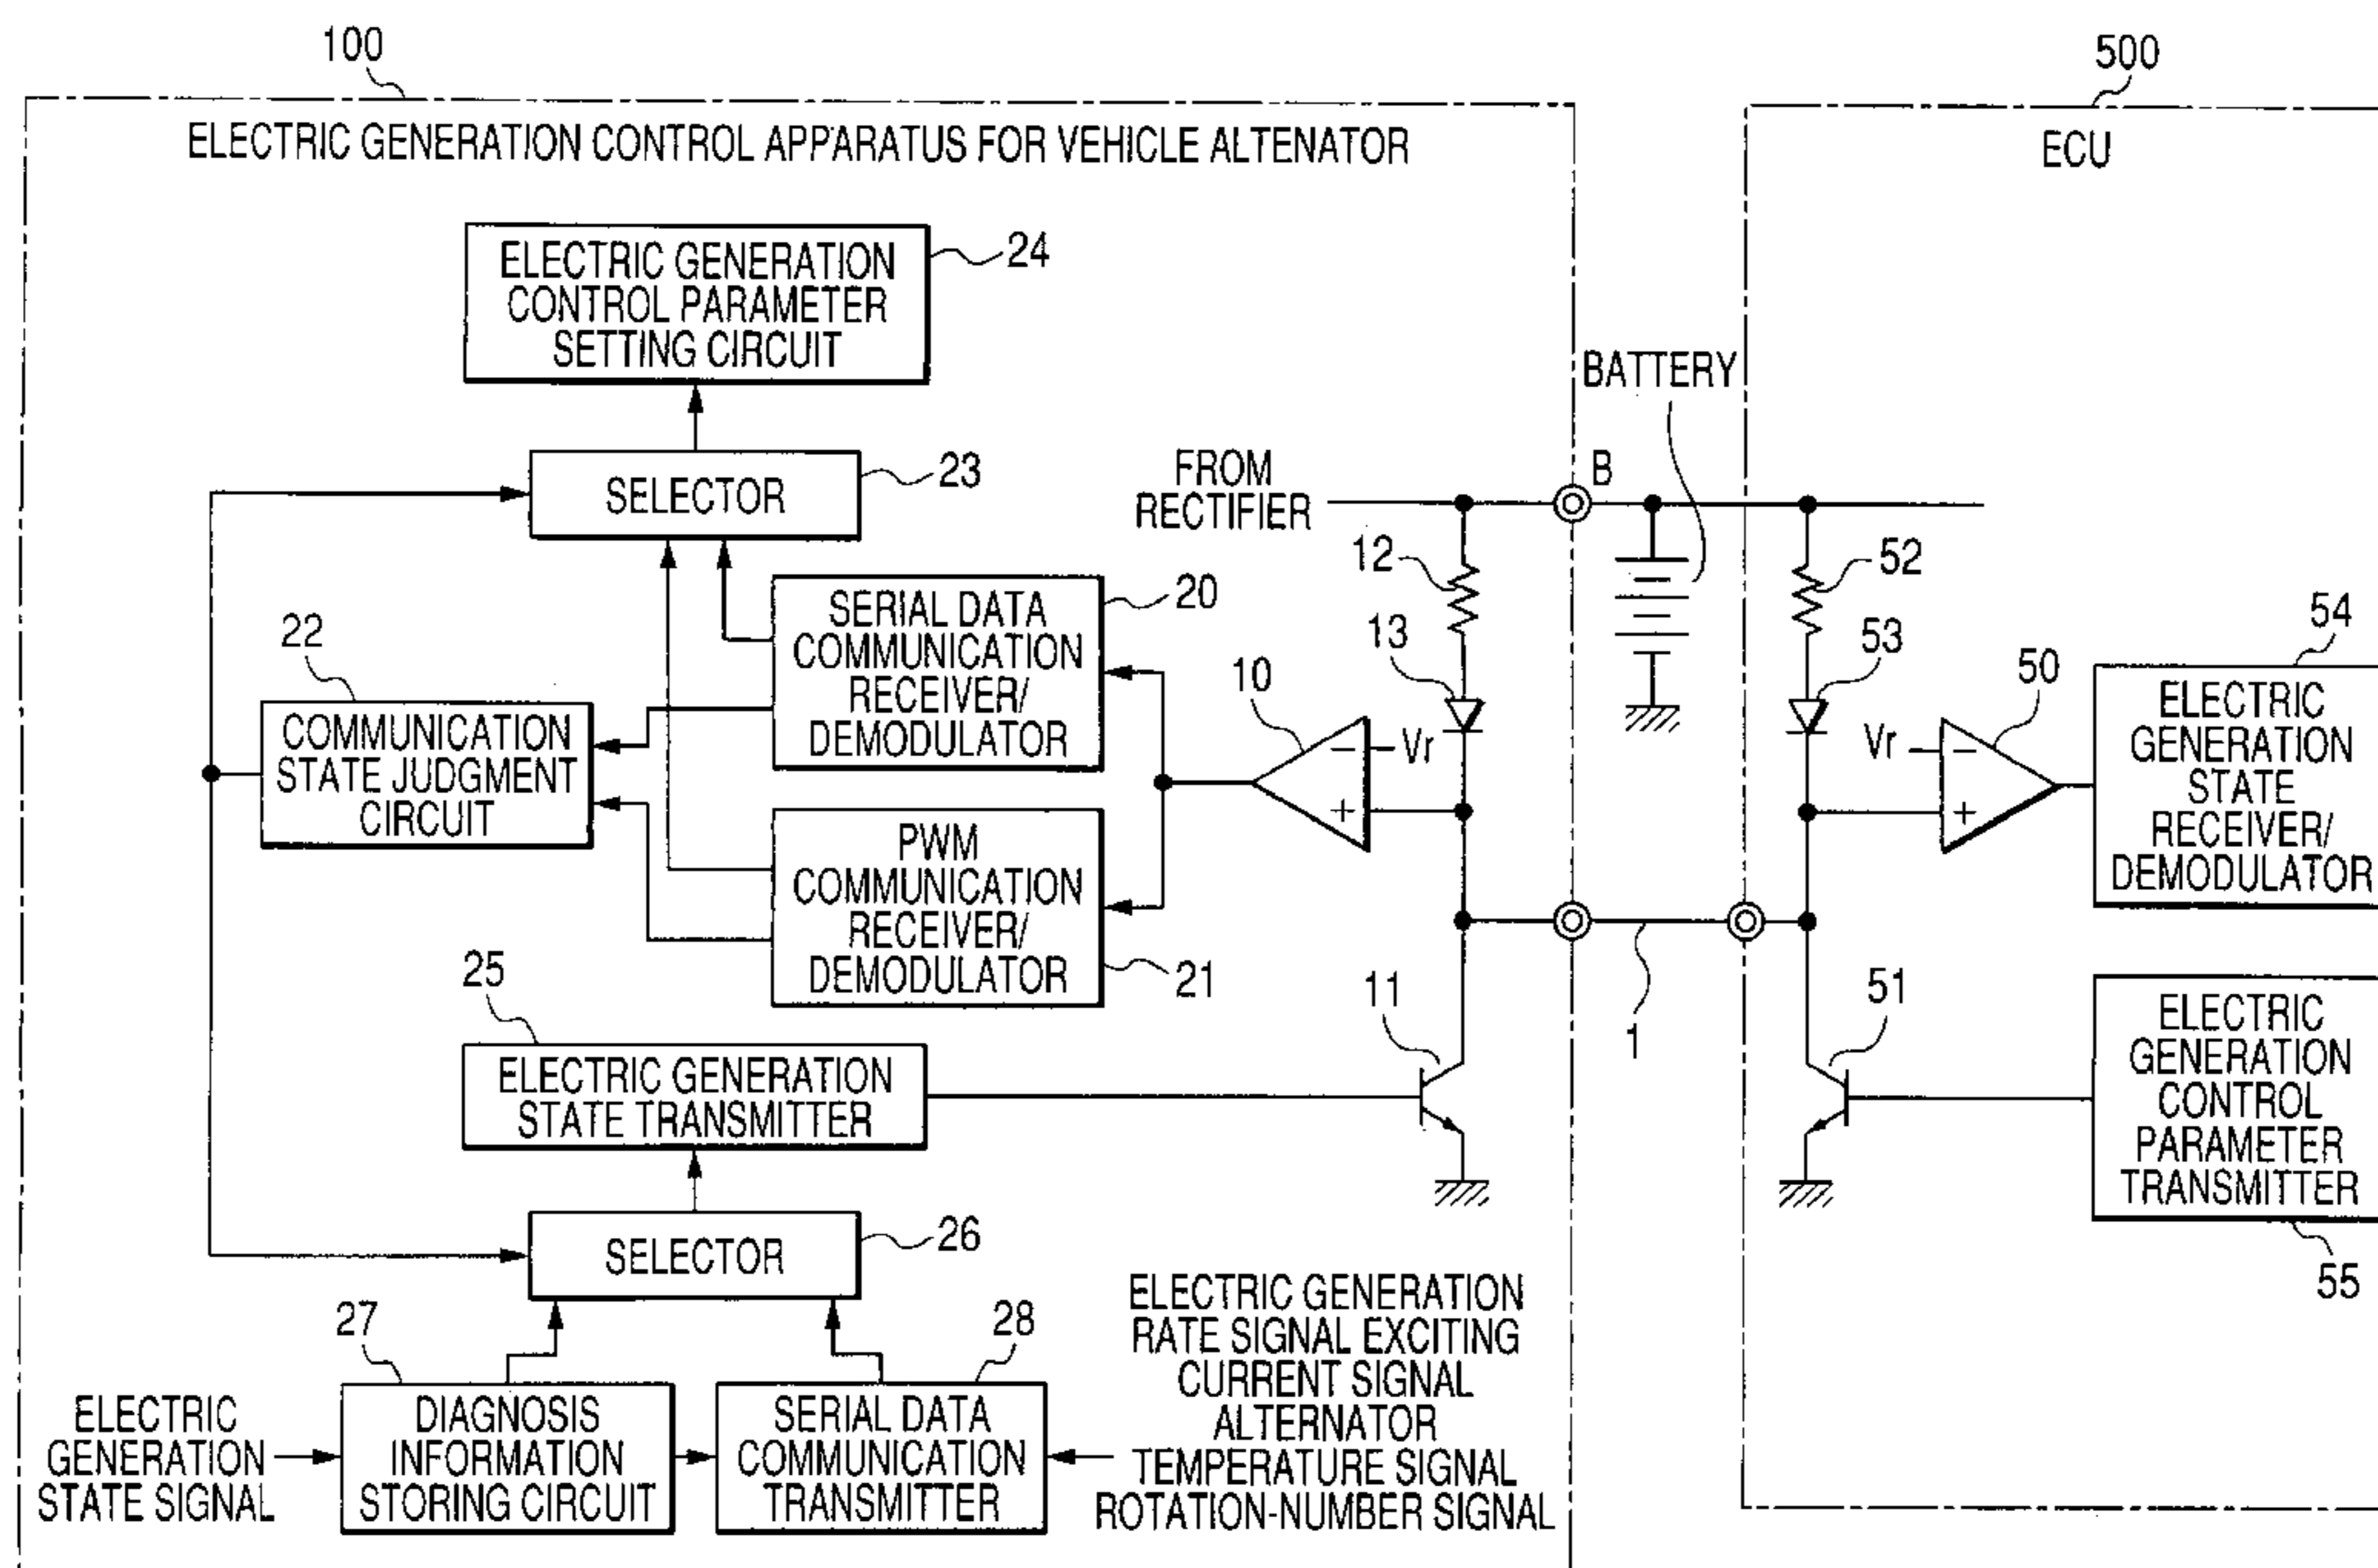 100
500
ELECTRIC GENERATION CONTROL APPARATUS FOR VEHICLE ALTENATOR
ECU
ELECTRIC GENERATION
CONTROL PARAMETER
SETTING CIRCUIT
24
BATTERY
SELECTOR
23
FROM
RECTIFIER
B
12
52
SERIAL DATA
COMMUNICATION
RECEIVER/
DEMODULATOR
20
13
53
54
22
COMMUNICATION
STATE JUDGMENT
CIRCUIT
10
Vr
−
+
Vr
−
+
50
ELECTRIC
GENERATION
STATE
RECEIVER/
DEMODULATOR
PWM
COMMUNICATION
RECEIVER/
DEMODULATOR
21
25
ELECTRIC GENERATION
STATE TRANSMITTER
11
1
51
ELECTRIC
GENERATION
CONTROL
PARAMETER
TRANSMITTER
55
SELECTOR
26
27
28
ELECTRIC
GENERATION
STATE SIGNAL
DIAGNOSIS
INFORMATION
STORING CIRCUIT
SERIAL DATA
COMMUNICATION
TRANSMITTER
ELECTRIC GENERATION
RATE SIGNAL EXCITING
CURRENT SIGNAL
ALTERNATOR
TEMPERATURE SIGNAL
ROTATION-NUMBER SIGNAL